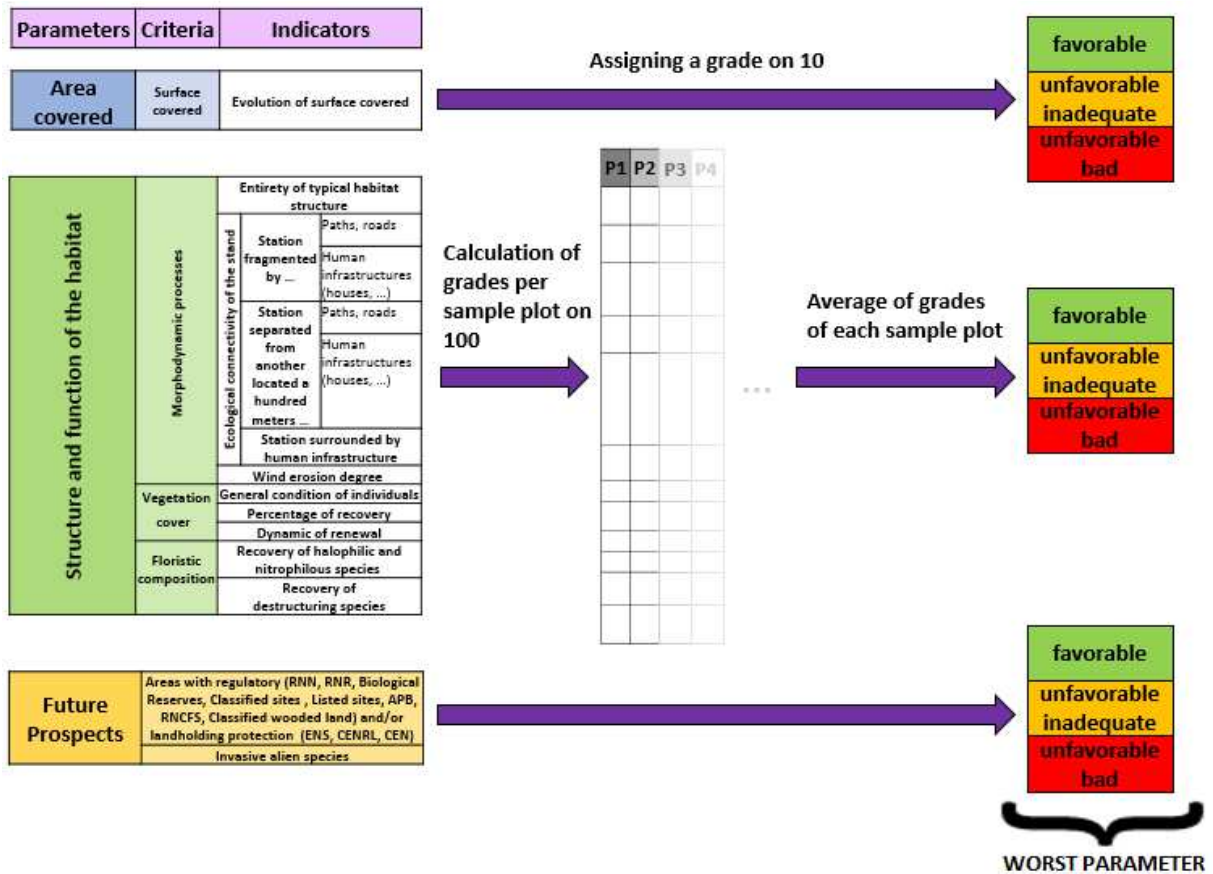 Parameters Criteria Indicators
Area
covered
Surface
covered
Evolution of surface covered
Assigning a grade on 10
favorable
unfavorable
inadequate
unfavorable
bad
Structure and function of the habitat
Morphodynamic processes
Entirety of typical habitat
structure
Ecological connectivity of the stand
Station
fragmented
by ...
Paths, roads
Human
infrastructures
(houses, ...)
Station
separated
from
another
located a
hundred
meters ...
Paths, roads
Human
infrastructures
(houses, ...)
Station surrounded by
human infrastructure
Wind erosion degree
Vegetation
cover
General condition of individuals
Percentage of recovery
Dynamic of renewal
Floristic
composition
Recovery of halophilic and
nitrophilous species
Recovery of
destructuring species
Calculation of
grades per
sample plot on
100
P1 P2 P3 P4
...
Average of grades
of each sample plot
favorable
unfavorable
inadequate
unfavorable
bad
Future
Prospects
Areas with regulatory (RNN, RNR, Biological
Reserves, Classified sites , Listed sites, APB,
RNCFS, Classified wooded land) and/or
landholding protection (ENS, CENRL, CEN)
Invasive alien species
favorable
unfavorable
inadequate
unfavorable
bad
WORST PARAMETER